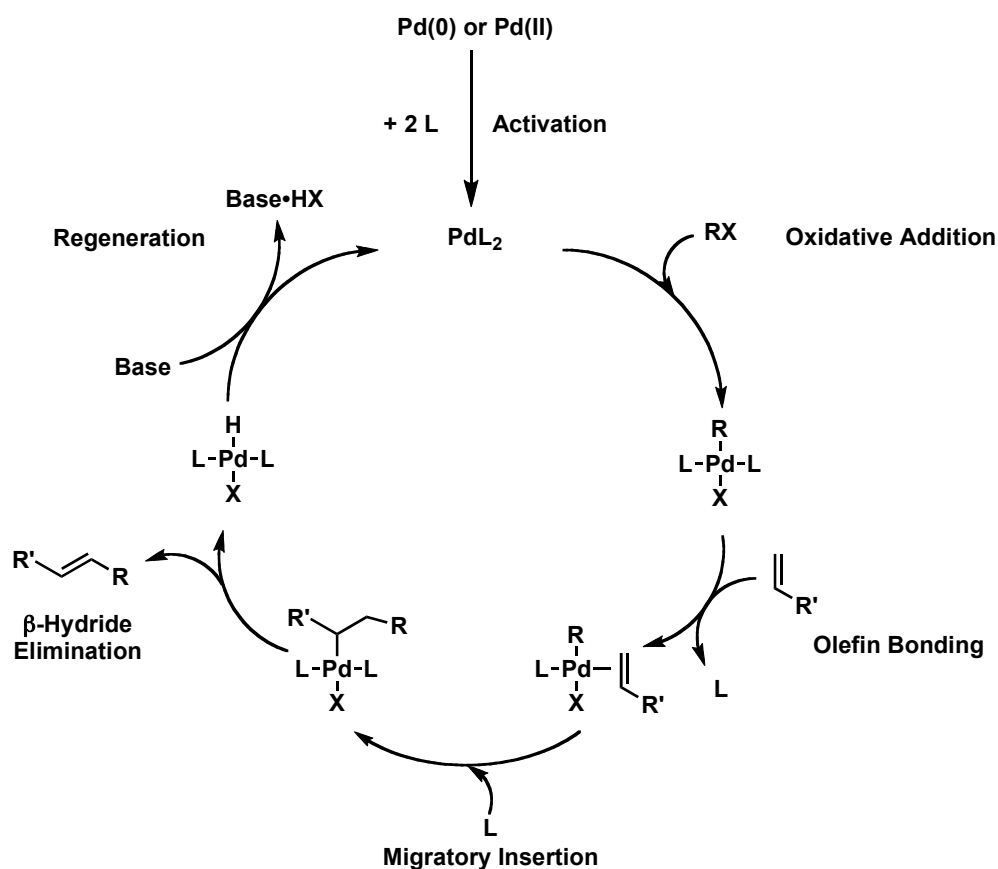 Pd(0) or Pd(II)
+ 2 L
Activation
Base•HX
Regeneration
PdL₂
RX
Oxidative Addition
Base
H
L-Pd-L
X
R
L-Pd-L
X
R'
R
β-Hydride
Elimination
R'
R
L-Pd-L
X
R
L-Pd
X
R'
R'
Olefin Bonding
L
L
Migratory Insertion